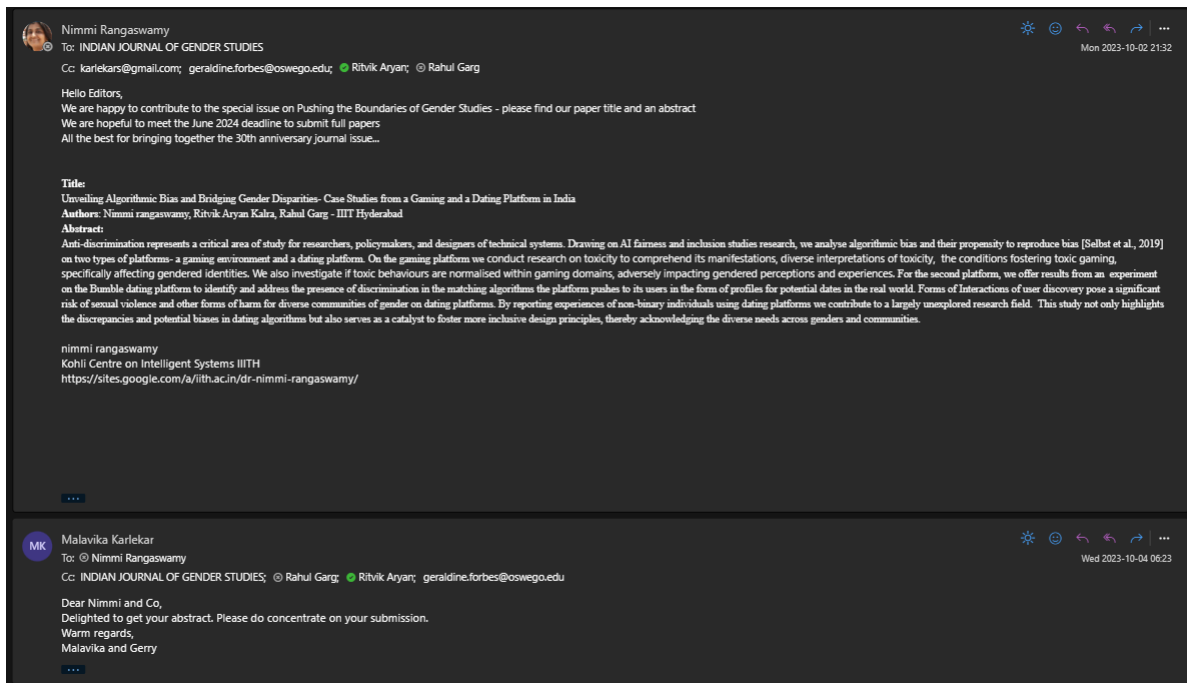 Nimmi Rangaswamy
To: INDIAN JOURNAL OF GENDER STUDIES
Mon 2023-10-02 21:32
Cc: karlekars@gmail.com; geraldine.forbes@oswego.edu; Ritvik Aryan; Rahul Garg
Hello Editors,
We are happy to contribute to the special issue on Pushing the Boundaries of Gender Studies - please find our paper title and an abstract
We are hopeful to meet the June 2024 deadline to submit full papers
All the best for bringing together the 30th anniversary journal issue...
Title:
Unveiling Algorithmic Bias and Bridging Gender Disparities- Case Studies from a Gaming and a Dating Platform in India
Authors: Nimmi rangaswamy, Ritvik Aryan Kalra, Rahul Garg - IIIT Hyderabad
Abstract:
Anti-discrimination represents a critical area of study for researchers, policymakers, and designers of technical systems. Drawing on AI fairness and inclusion studies research, we analyse algorithmic bias and their propensity to reproduce bias [Selbst et al., 2019]
on two types of platforms- a gaming environment and a dating platform. On the gaming platform we conduct research on toxicity to comprehend its manifestations, diverse interpretations of toxicity, the conditions fostering toxic gaming,
specifically affecting gendered identities. We also investigate if toxic behaviours are normalised within gaming domains, adversely impacting gendered perceptions and experiences. For the second platform, we offer results from an experiment
on the Bumble dating platform to identify and address the presence of discrimination in the matching algorithms the platform pushes to its users in the form of profiles for potential dates in the real world. Forms of Interactions of user discovery pose a significant
risk of sexual violence and other forms of harm for diverse communities of gender on dating platforms. By reporting experiences of non-binary individuals using dating platforms we contribute to a largely unexplored research field. This study not only highlights
the discrepancies and potential biases in dating algorithms but also serves as a catalyst to foster more inclusive design principles, thereby acknowledging the diverse needs across genders and communities.
nimmi rangaswamy
Kohli Centre on Intelligent Systems IIITH
https://sites.google.com/a/iith.ac.in/dr-nimmi-rangaswamy/
MK
Malavika Karlekar
To: Nimmi Rangaswamy
Wed 2023-10-04 06:23
Cc: INDIAN JOURNAL OF GENDER STUDIES; Rahul Garg; Ritvik Aryan; geraldine.forbes@oswego.edu
Dear Nimmi and Co,
Delighted to get your abstract. Please do concentrate on your submission.
Warm regards,
Malavika and Gerry